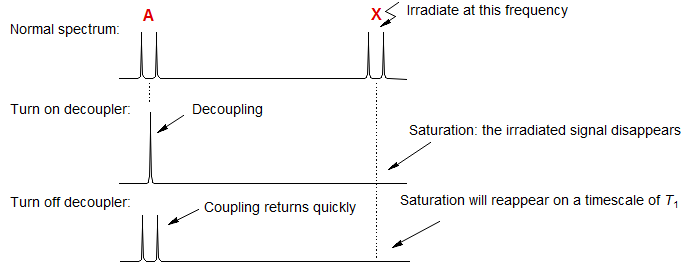 A
X
Irradiate at this frequency
Normal spectrum:
Turn on decoupler:
Decoupling
Saturation: the irradiated signal disappears
Turn off decoupler:
Coupling returns quickly
Saturation will reappear on a timescale of T1